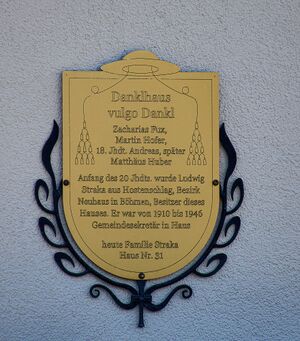 Danklhaus
vulgo Dankl
Zacharias Fux,
Martin Hofer,
18. Jhdt. Andreas, später
Matthäus Huber
Anfang des 20 Jhdts. wurde Ludwig
Straka aus Hostenschlag, Bezirk
Neuhaus in Böhmen, Besitzer dieses
Hauses. Er war von 1910 bis 1946
Gemeindesekretär in Haus
heute Familie Straka
Haus Nr. 31